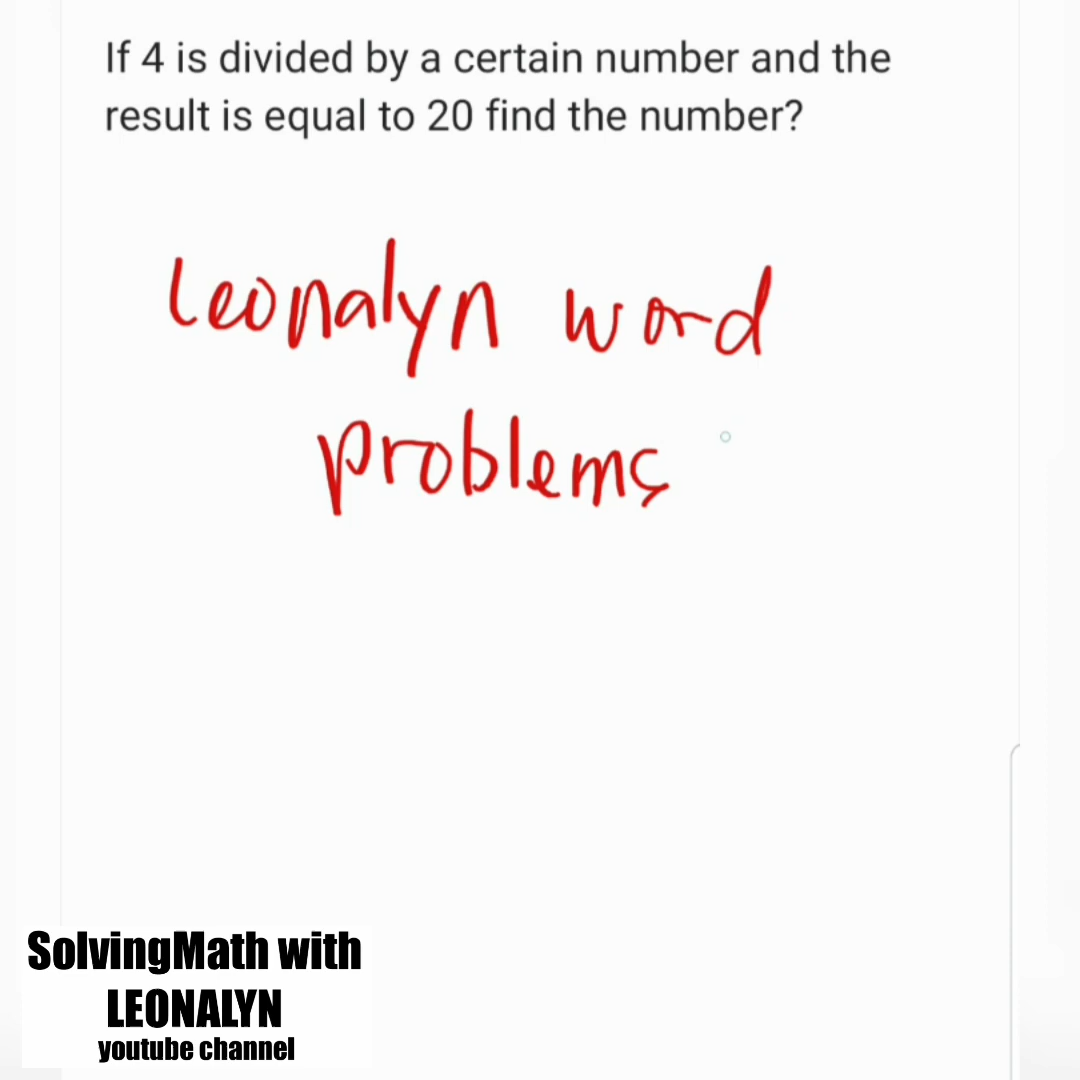 If 4 is divided by a certain number and the
result is equal to 20 find the number?
Leonalyn word
problems
SolvingMath with
LEONALYN
youtube channel